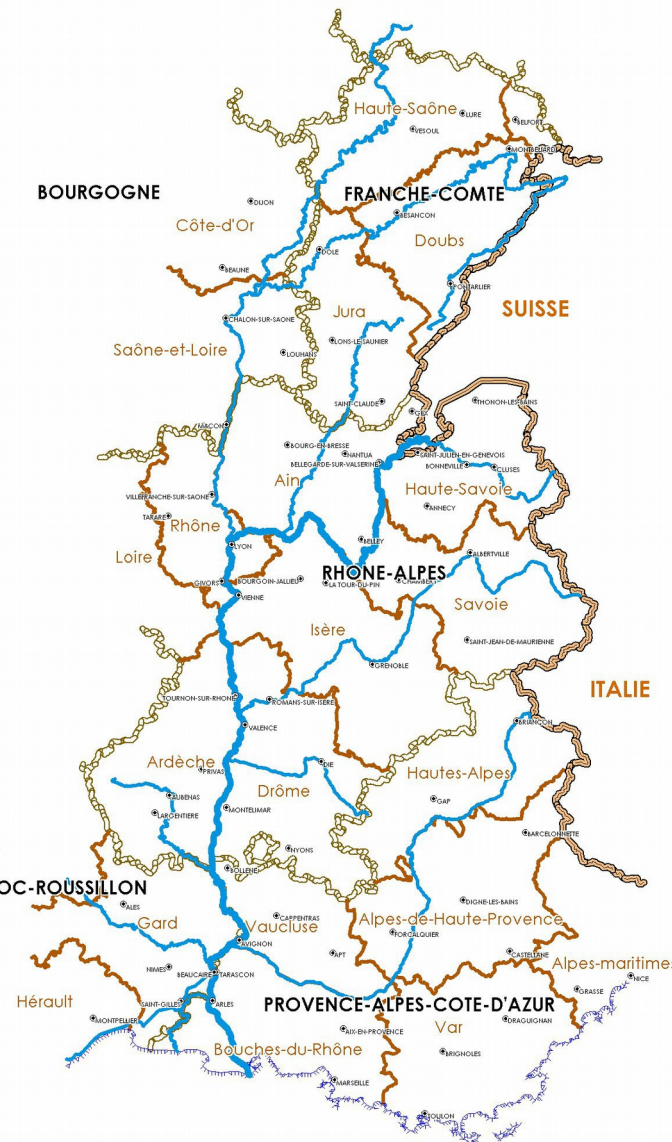 Haute-Saône
LURE
BELFORT
VESOUL
MONTBELIARD
BOURGOGNE
FRANCHE-COMTE
DIJON
BESANCON
Côte-d'Or
Doubs
DOLE
BEAUNE
PONTARLIER
SUISSE
Jura
CHALON-SUR-SAONE
LONS-LE-SAUNIER
Saône-et-Loire
LOUHANS
THONON-LES-BAINS
SAINT-CLAUDE
GEX
MACON
BOURG-EN-BRESSE
NANTUA
SAINT-JULIEN-EN-GENEVOIS
BELLEGARDE-SUR-VALSERINE
BONNEVILLE
CLUSES
Ain
Haute-Savoie
VILLEFRANCHE-SUR-SAONE
ANNECY
TARARE
Rhône
LYON
BELLEY
Loire
ALBERTVILLE
RHONE-ALPES
GIVORS
BOURGOIN-JALLIEU
LA TOUR-DU-PIN
CHAMBERY
VIENNE
Savoie
Isère
SAINT-JEAN-DE-MAURIENNE
GRENOBLE
ITALIE
TOURNON-SUR-RHONE
ROMANS-SUR-ISERE
BRIANCON
VALENCE
Ardèche
DIE
PRIVAS
Hautes-Alpes
Drôme
AUBENAS
GAP
MONTELIMAR
LARGENTIERE
BARCELONNETTE
NYONS
BOLLENE
OC-ROUSSILLON
ALES
DIGNE-LES-BAINS
CARPENTRAS
Gard
Vaucluse
Alpes-de-Haute-Provence
FORCALQUIER
AVIGNON
APT
CASTELLANE
Alpes-maritimes
NIMES
BEAUCAIRE
TARASCON
NICE
Hérault
SAINT-GILLES
ARLES
PROVENCE-ALPES-COTE-D'AZUR
GRASSE
MONTPELLIER
DRAGUIGNAN
AIX-EN-PROVENCE
Var
Bouches-du-Rhône
BRIGNOLES
MARSEILLE
TOULON